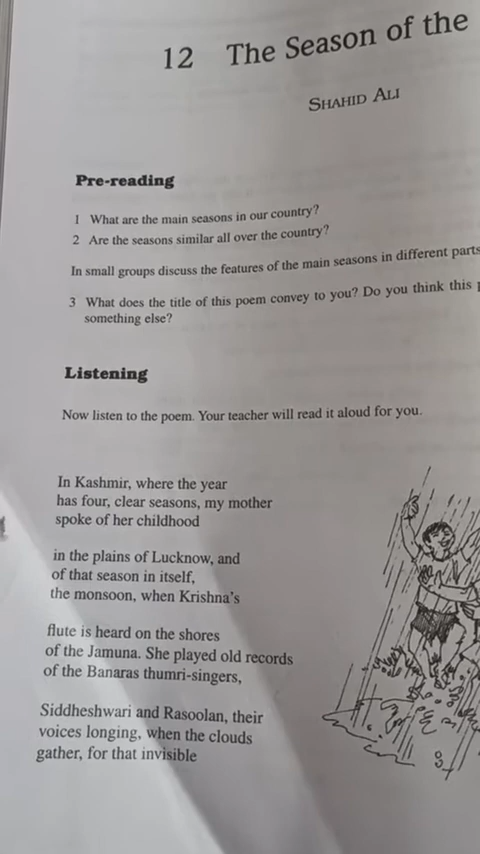 12 The Season of the
SHAHID ALI
Pre-reading
1 What are the main seasons in our country?
2 Are the seasons similar all over the country?
In small groups discuss the features of the main seasons in different parts
3 What does the title of this poem convey to you? Do you think this
something else?
Listening
Now listen to the poem. Your teacher will read it aloud for you.
In Kashmir, where the year
has four, clear seasons, my mother
spoke of her childhood
in the plains of Lucknow, and
of that season in itself,
the monsoon, when Krishna's
flute is heard on the shores
of the Jamuna. She played old records
of the Banaras thumri-singers,
Siddheshwari and Rasoolan, their
voices longing, when the clouds
gather, for that invisible